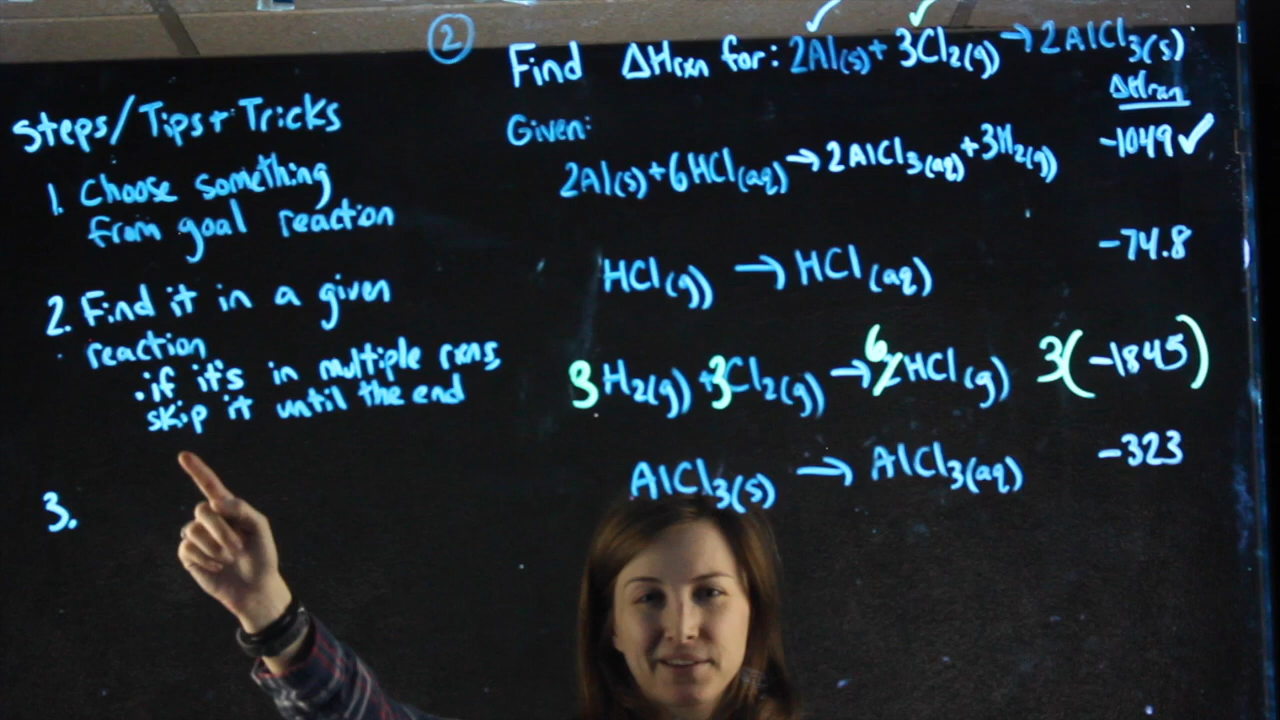 ②
Find ΔHrxn for: 2Al(s) + 3Cl2(g) → 2AlCl3(s)
Steps/Tips + Tricks
1. Choose something
from goal reaction
2. Find it in a given
reaction
· if it's in multiple rxns,
skip it until the end
3.
ΔHrxn
Given:
2Al(s) + 6HCl(aq) → 2AlCl3(aq) + 3H2(g) -1049 ✓
HCl(g) → HCl(aq) -74.8
3H2(g) + 3Cl2(g) → 6 2HCl(g) 3(-1845)
AlCl3(s) → AlCl3(aq) -323